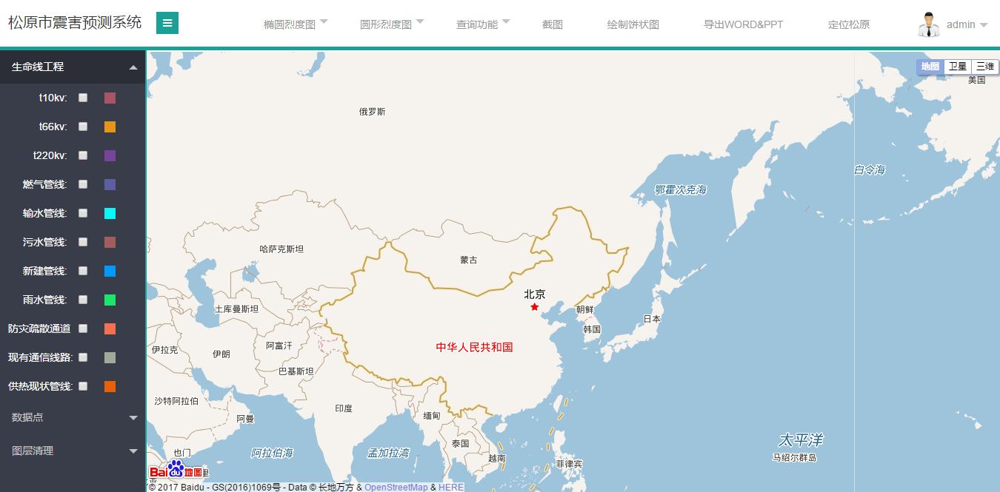 松原市震害预测系统
椭圆烈度图
圆形烈度图
查询功能
截图
绘制饼状图
导出WORD&PPT
定位松原
admin
生命线工程
t10kv:
t66kv:
t220kv:
燃气管线:
输水管线:
污水管线:
新建管线:
雨水管线:
防灾疏散通道
现有通信线路:
供热现状管线:
数据点
图层清理
地图 卫星 三维
美国
俄罗斯
白令海
鄂霍次克海
哈萨克斯坦
蒙古
北京
土库曼斯坦
朝鲜
日本
韩国
伊拉克
伊朗
阿富汗
中华人民共和国
巴基斯坦
沙特阿拉伯
阿曼
印度
缅甸
太平洋
也门
阿拉伯海
孟加拉湾
泰国
越南
马绍尔群岛
菲律宾
Bai du 地图
© 2017 Baidu - GS(2016)1069号 - Data © 长地万方 & OpenStreetMap & HERE